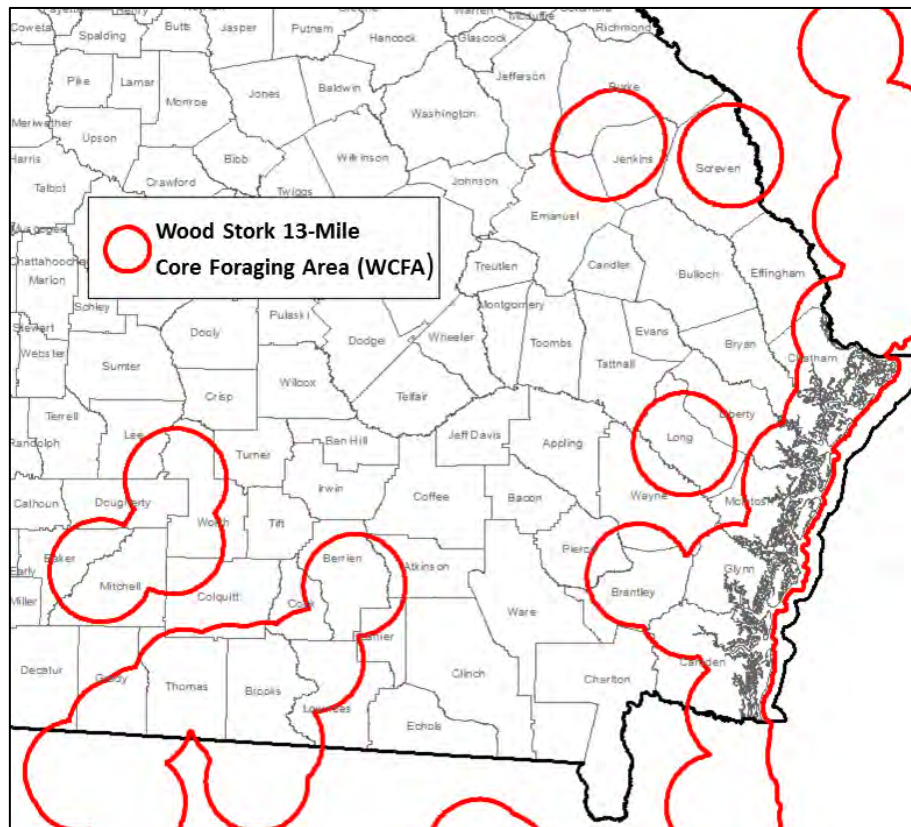 Henry
Butts
Jasper
Putnam
Hancock
Warren
McDuffie
Glascock
Richmond
Coweta
Spalding
Pike
Lamar
Monroe
Jones
Baldwin
Washington
Jefferson
Burke
Meriwether
Upson
Bibb
Wilkinson
Jenkins
Screven
Harris
Talbot
Crawford
Twiggs
Johnson
Emanuel
Wood Stork 13-Mile
Core Foraging Area (WCFA)
Chattahooche
Marion
Schley
Treutlen
Candler
Bulloch
Effingham
Stewart
Dooly
Pulaski
Dodge
Wheeler
Montgomery
Toombs
Evans
Tattnall
Bryan
Chatham
Webster
Sumter
Crisp
Wilcox
Telfair
Terrell
Randolph
Lee
Turner
Ben Hill
Jeff Davis
Appling
Long
Liberty
Irwin
Coffee
Bacon
Wayne
McIntosh
Calhoun
Dougherty
Worth
Tift
Early
Baker
Mitchell
Berrien
Atkinson
Pierce
Brantley
Glynn
Miller
Colquitt
Cook
Ware
Lanier
Decatur
Grady
Thomas
Brooks
Lowndes
Clinch
Charlton
Camden
Echols